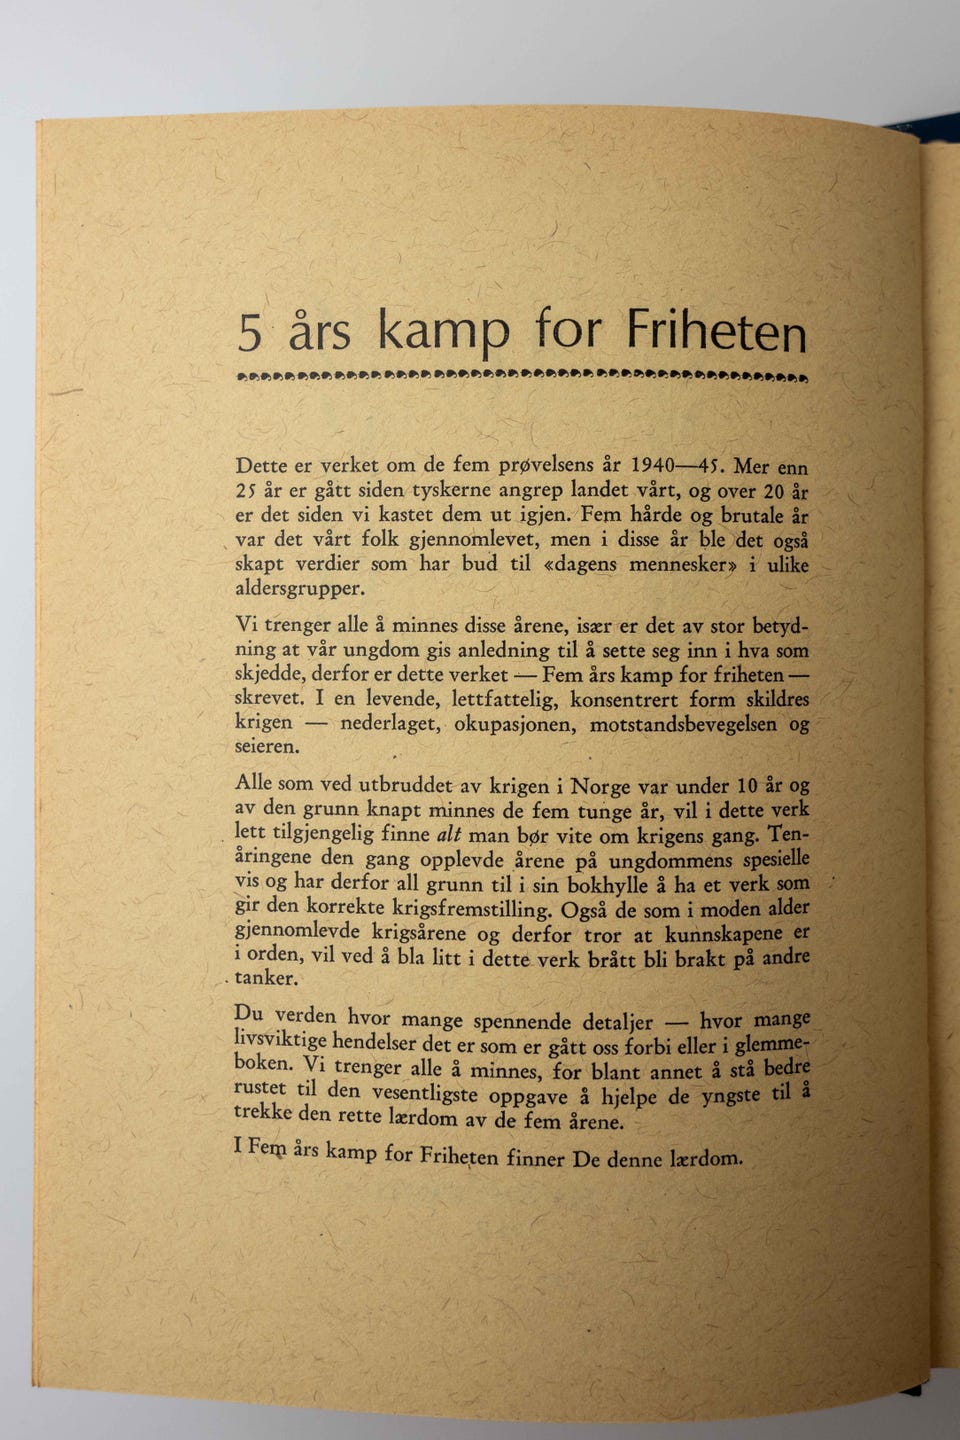 5 års kamp for Friheten
Dette er verket om de fem prøvelsens år 1940—45. Mer enn
25 år er gått siden tyskerne angrep landet vårt, og over 20 år
er det siden vi kastet dem ut igjen. Fem hårde og brutale år
var det vårt folk gjennomlevet, men i disse år ble det også
skapt verdier som har bud til «dagens mennesker» i ulike
aldersgrupper.
Vi trenger alle å minnes disse årene, især er det av stor betyd-
ning at vår ungdom gis anledning til å sette seg inn i hva som
skjedde, derfor er dette verket — Fem års kamp for friheten —
skrevet. I en levende, lettfattelig, konsentrert form skildres
krigen — nederlaget, okupasjonen, motstandsbevegelsen og
seieren.
Alle som ved utbruddet av krigen i Norge var under 10 år og
av den grunn knapt minnes de fem tunge år, vil i dette verk
lett tilgjengelig finne alt man bør vite om krigens gang. Ten-
åringene den gang opplevde årene på ungdommens spesielle
vis og har derfor all grunn til i sin bokhylle å ha et verk som
gir den korrekte krigsfremstilling. Også de som i moden alder
gjennomlevde krigsårene og derfor tror at kunnskapene er
i orden, vil ved å bla litt i dette verk brått bli brakt på andre
tanker.
Du verden hvor mange spennende detaljer — hvor mange
livsviktige hendelser det er som er gått oss forbi eller i glemme-
boken. Vi trenger alle å minnes, for blant annet å stå bedre
rustet til den vesentligste oppgave å hjelpe de yngste til å
trekke den rette lærdom av de fem årene.
I Fem års kamp for Friheten finner De denne lærdom.